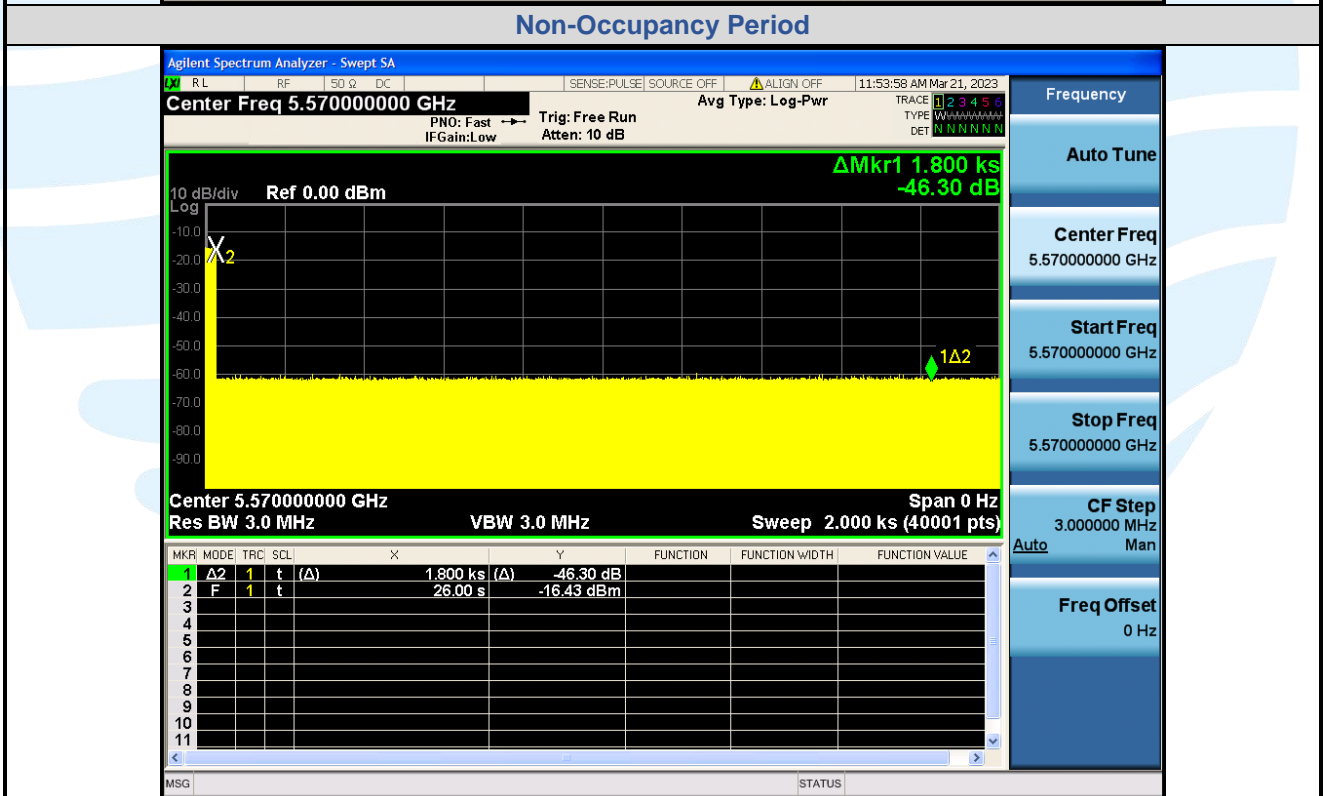 Non-Occupancy Period
Agilent Spectrum Analyzer - Swept SA
LXI RL RF 50 Ω DC SENSE:PULSE SOURCE OFF ALIGN OFF 11:53:58 AM Mar 21, 2023
Center Freq 5.570000000 GHz
PNO: Fast
IFGain:Low
Trig: Free Run
Atten: 10 dB
Avg Type: Log-Pwr
TRACE 1 2 3 4 5 6
TYPE WWWWWW
DET N N N N N N
ΔMkr1 1.800 ks
-46.30 dB
10 dB/div Ref 0.00 dBm
Log
-10.0
-20.0
-30.0
-40.0
-50.0
-60.0
-70.0
-80.0
-90.0
X2
1Δ2
Center 5.570000000 GHz Span 0 Hz
Res BW 3.0 MHz VBW 3.0 MHz Sweep 2.000 ks (40001 pts)
MKR MODE TRC SCL X Y FUNCTION FUNCTION WIDTH FUNCTION VALUE
1 Δ2 1 t (Δ) 1.800 ks (Δ) -46.30 dB
2 F 1 t 26.00 s -16.43 dBm
3
4
5
6
7
8
9
10
11
MSG STATUS
Frequency
Auto Tune
Center Freq
5.570000000 GHz
Start Freq
5.570000000 GHz
Stop Freq
5.570000000 GHz
CF Step
3.000000 MHz
Auto Man
Freq Offset
0 Hz